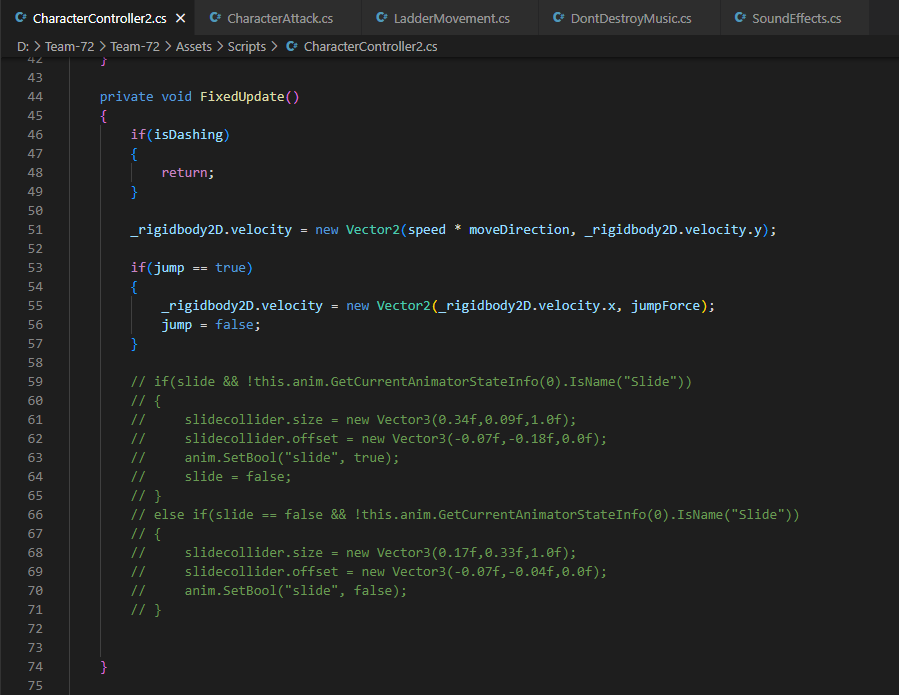 CharacterController2.cs CharacterAttack.cs LadderMovement.cs DontDestroyMusic.cs SoundEffects.cs
D: > Team-72 > Team-72 > Assets > Scripts > CharacterController2.cs
42 }
43
44 private void FixedUpdate()
45 {
46 if(isDashing)
47 {
48 return;
49 }
50
51 _rigidbody2D.velocity = new Vector2(speed * moveDirection, _rigidbody2D.velocity.y);
52
53 if(jump == true)
54 {
55 _rigidbody2D.velocity = new Vector2(_rigidbody2D.velocity.x, jumpForce);
56 jump = false;
57 }
58
59 // if(slide && !this.anim.GetCurrentAnimatorStateInfo(0).IsName("Slide"))
60 // {
61 // slidecollider.size = new Vector3(0.34f,0.09f,1.0f);
62 // slidecollider.offset = new Vector3(-0.07f,-0.18f,0.0f);
63 // anim.SetBool("slide", true);
64 // slide = false;
65 // }
66 // else if(slide == false && !this.anim.GetCurrentAnimatorStateInfo(0).IsName("Slide"))
67 // {
68 // slidecollider.size = new Vector3(0.17f,0.33f,1.0f);
69 // slidecollider.offset = new Vector3(-0.07f,-0.04f,0.0f);
70 // anim.SetBool("slide", false);
71 // }
72
73
74 }
75